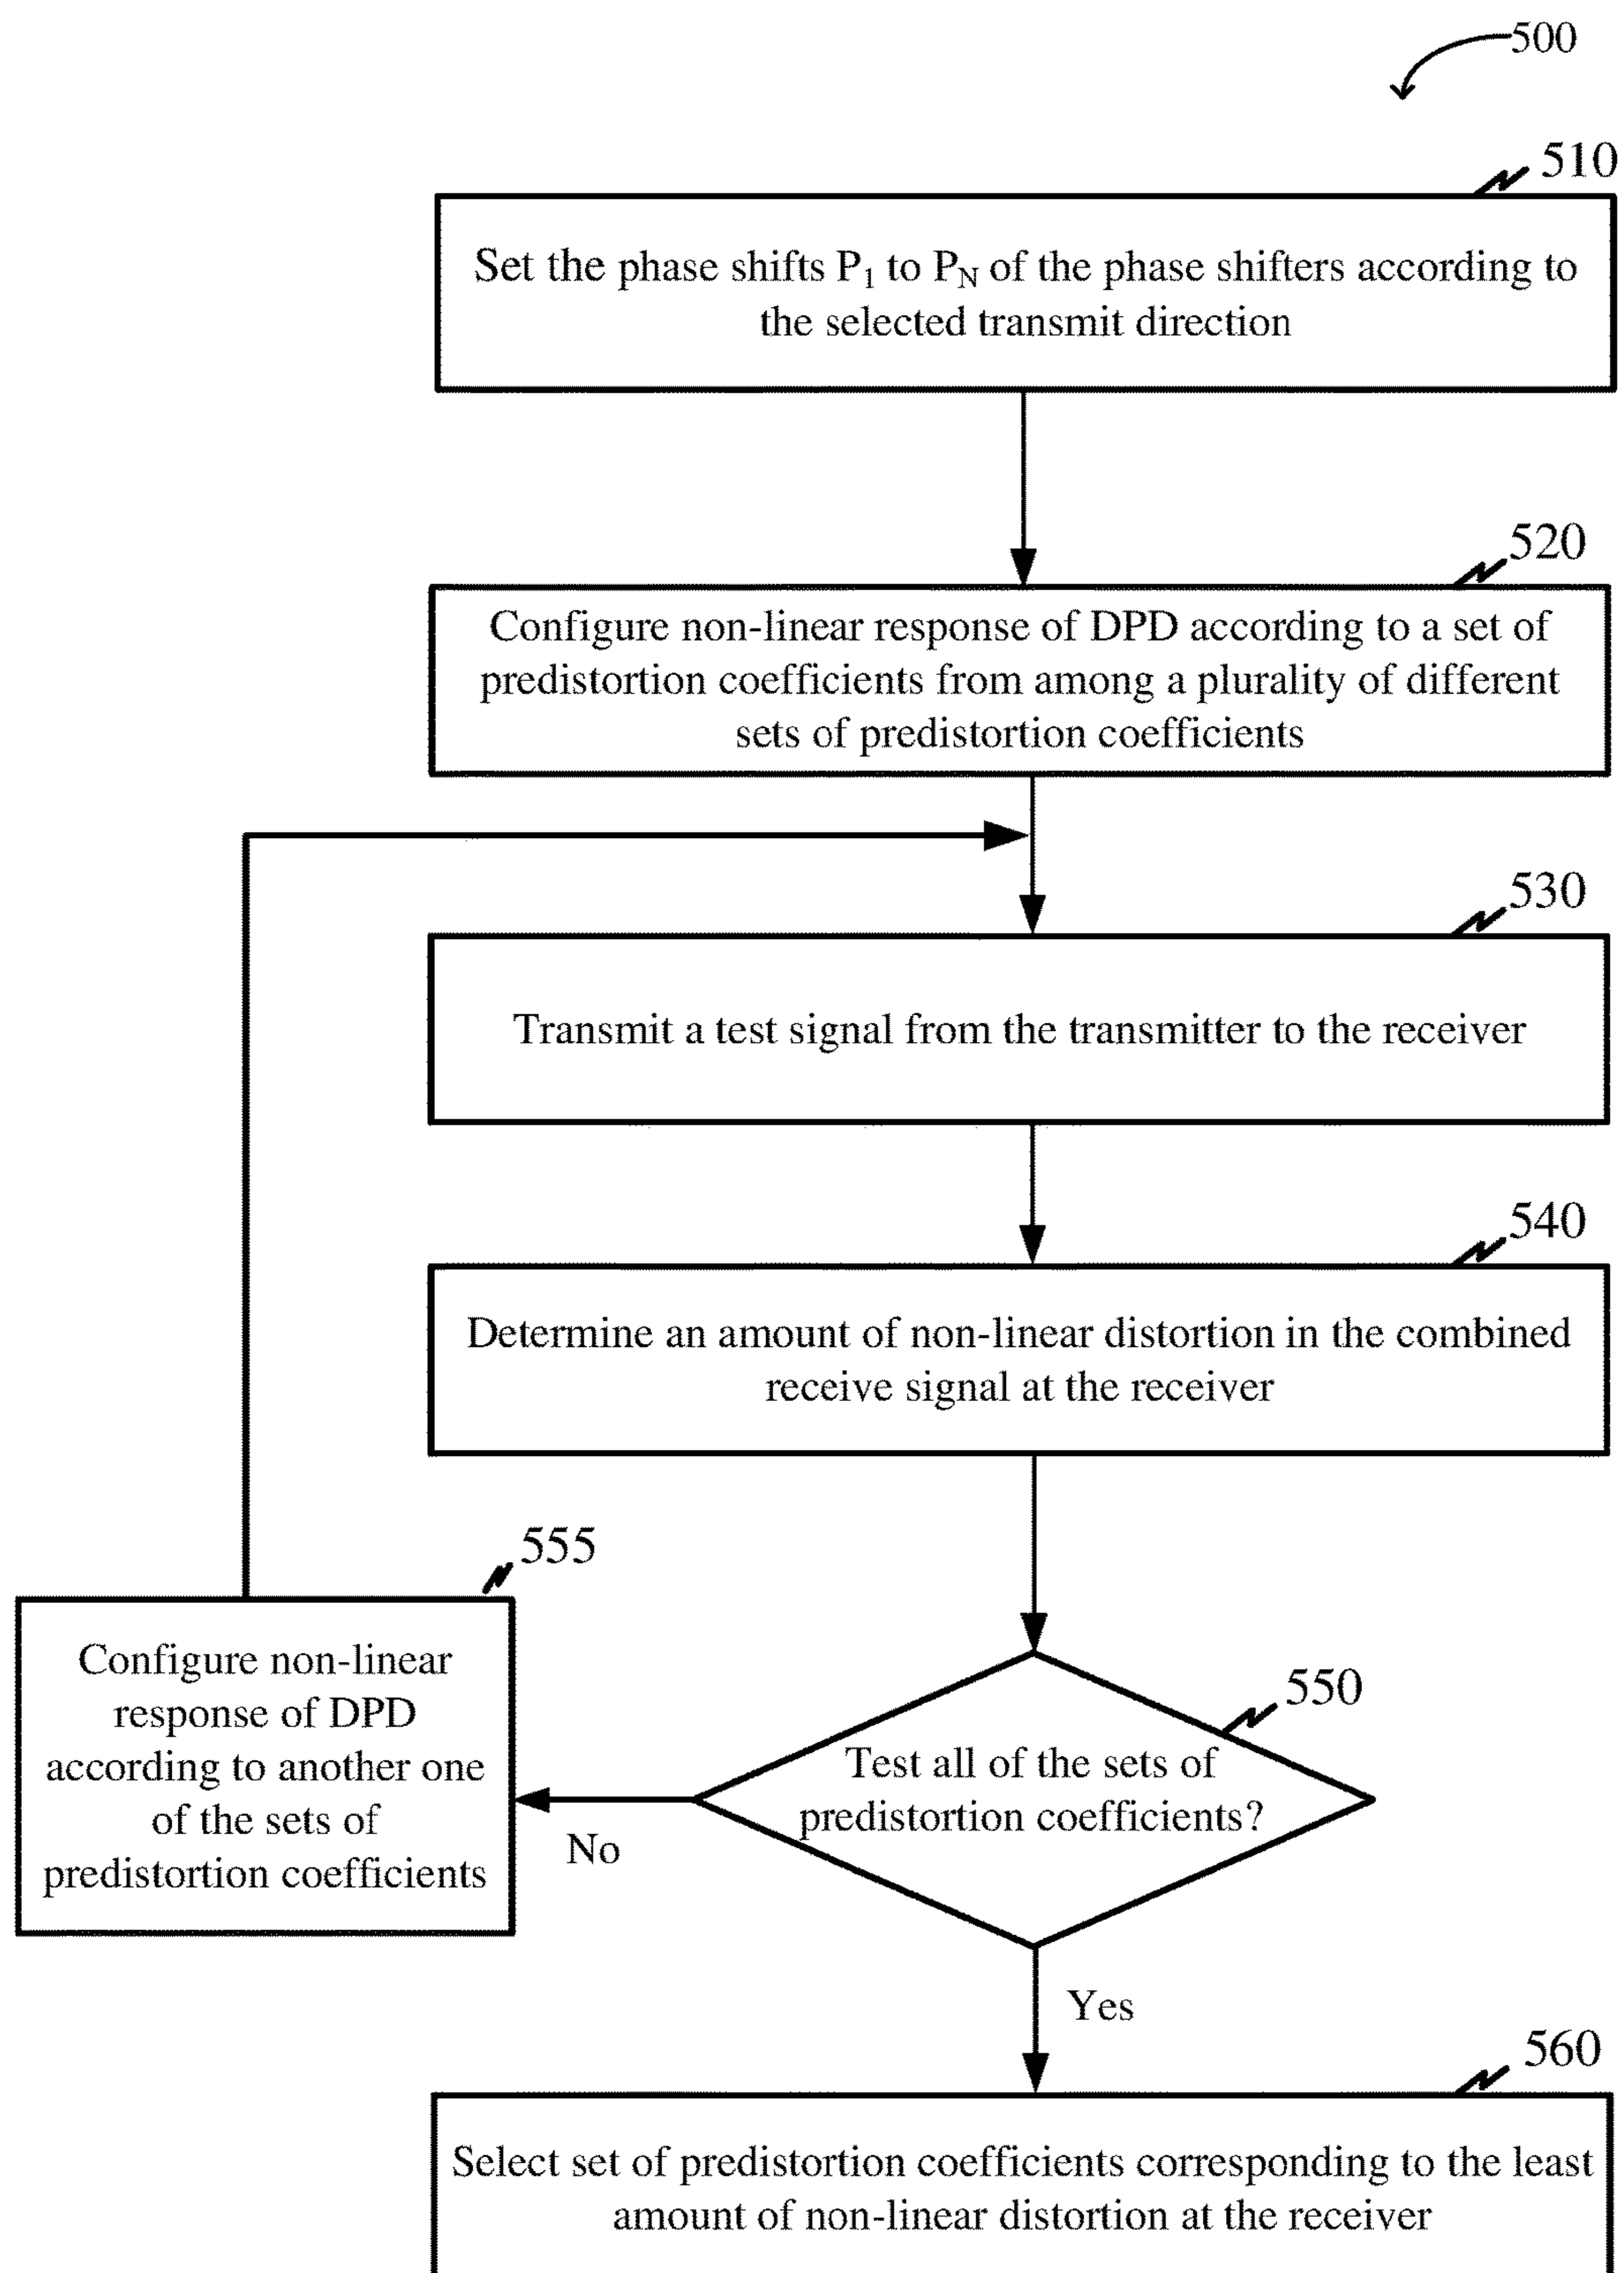 500
510
Set the phase shifts P₁ to P_N of the phase shifters according to
the selected transmit direction
520
Configure non-linear response of DPD according to a set of
predistortion coefficients from among a plurality of different
sets of predistortion coefficients
530
Transmit a test signal from the transmitter to the receiver
540
Determine an amount of non-linear distortion in the combined
receive signal at the receiver
555
Configure non-linear
response of DPD
according to another one
of the sets of
predistortion coefficients
550
Test all of the sets of
predistortion coefficients?
No
Yes
560
Select set of predistortion coefficients corresponding to the least
amount of non-linear distortion at the receiver